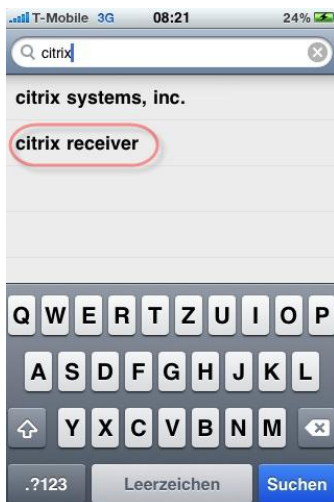 T-Mobile 3G 08:21 24%
citrix
citrix systems, inc.
citrix receiver
Q W E R T Z U I O P
A S D F G H J K L
Y X C V B N M
.?123 Leerzeichen Suchen